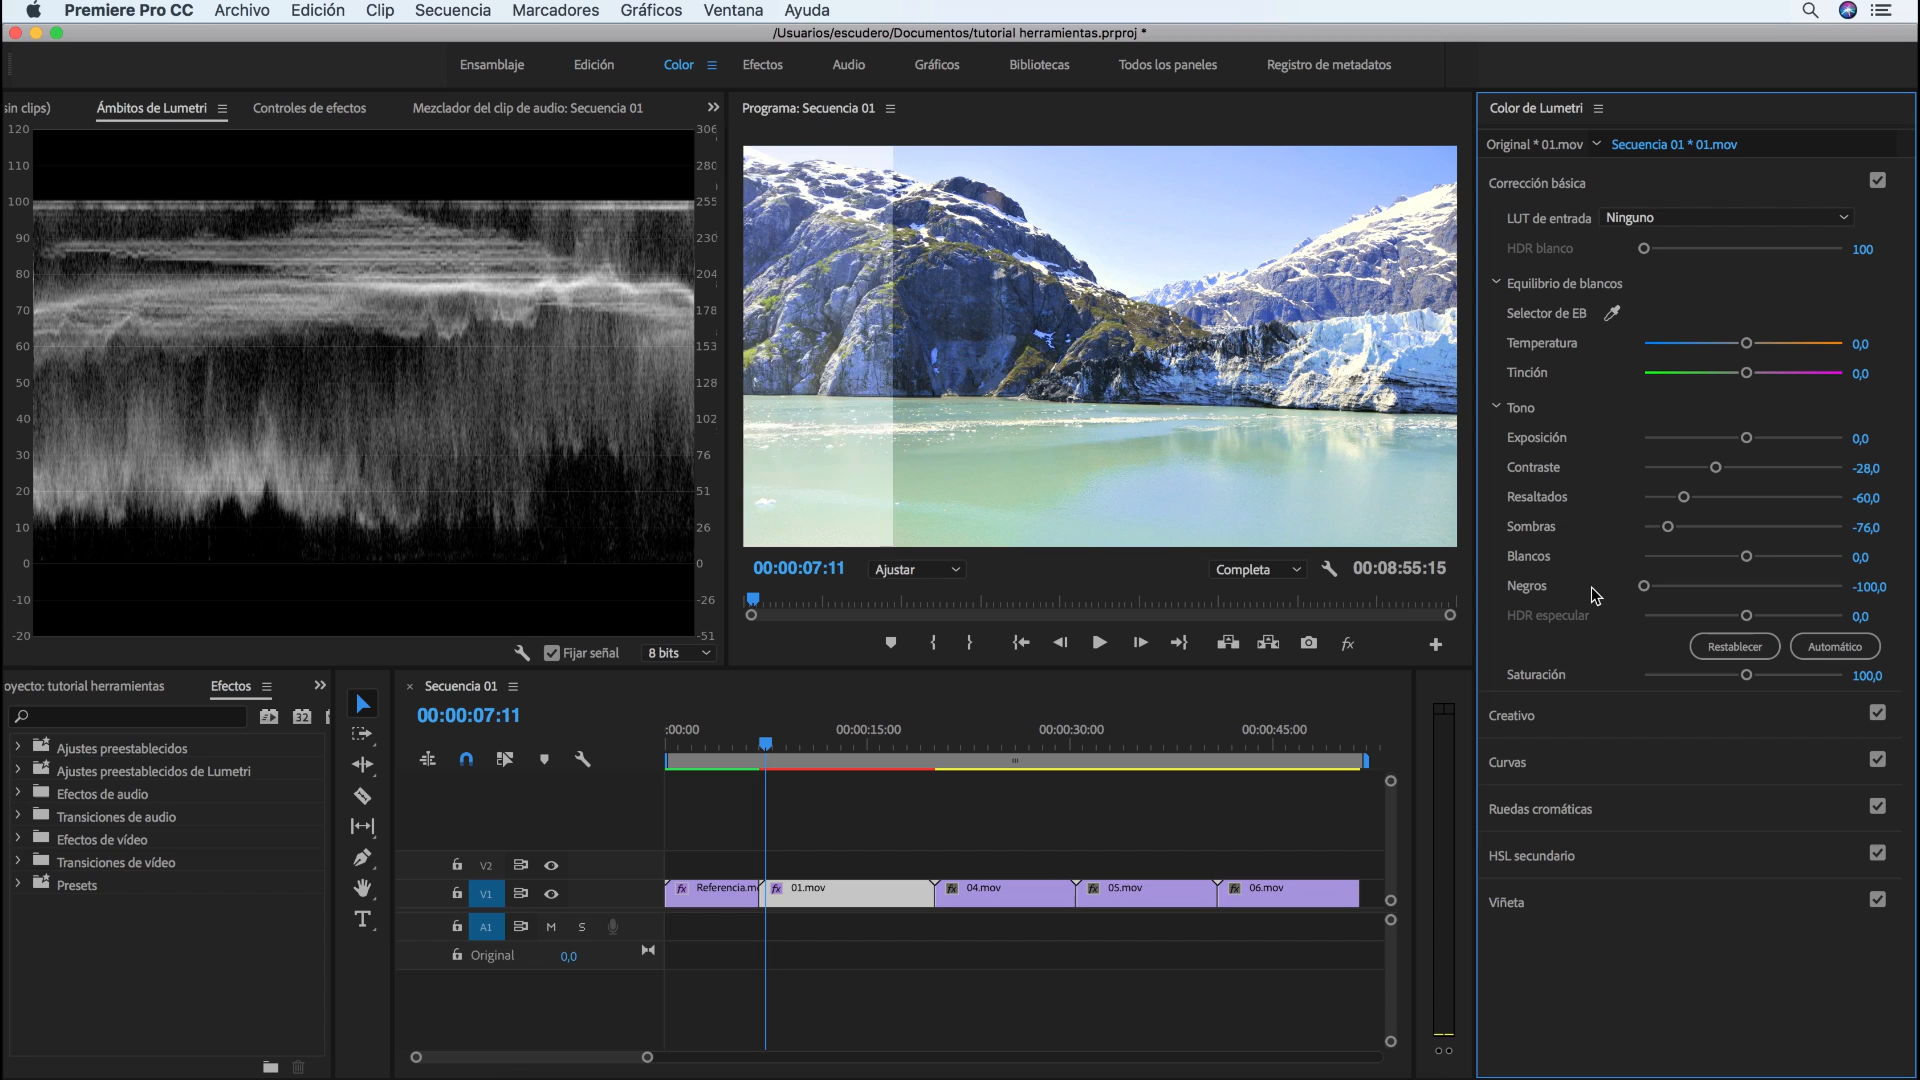 Premiere Pro CC Archivo Edición Clip Secuencia Marcadores Gráficos Ventana Ayuda
/Usuarios/escudero/Documentos/tutorial herramientas.prproj *
Ensamblaje Edición Color Efectos Audio Gráficos Bibliotecas Todos los paneles Registro de metadatos
sin clips) Ámbitos de Lumetri Controles de efectos Mezclador del clip de audio: Secuencia 01
120
110
100 255
90
80 204
70 178
60 153
50 128
40 102
30 76
20 51
10 26
0 0
-10 -26
-20 -51
Fijar señal 8 bits
Programa: Secuencia 01
00:00:07:11 Ajustar Completa 00:08:55:15
fx
Color de Lumetri
Original * 01.mov Secuencia 01 * 01.mov
Corrección básica
LUT de entrada Ninguno
HDR blanco 100
Equilibrio de blancos
Selector de EB
Temperatura 0,0
Tinción 0,0
Tono
Exposición 0,0
Contraste -28,0
Resaltados -60,0
Sombras -76,0
Blancos 0,0
Negros -100,0
HDR especular 0,0
Restablecer Automático
Saturación 100,0
Creativo
Curvas
Ruedas cromáticas
HSL secundario
Viñeta
oyecto: tutorial herramientas Efectos
32
Ajustes preestablecidos
Ajustes preestablecidos de Lumetri
Efectos de audio
Transiciones de audio
Efectos de vídeo
Transiciones de vídeo
Presets
T
× Secuencia 01
00:00:07:11
:00:00 00:00:15:00 00:00:30:00 00:00:45:00
V2
V1 fx Referencia.m fx 01.mov fx 04.mov fx 05.mov fx 06.mov
A1 M S
Original 0,0